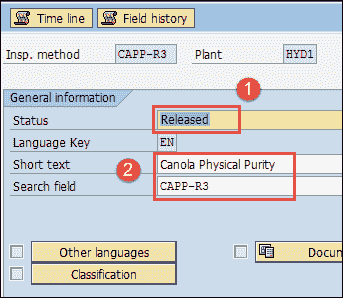 Time line Field history
Insp. method CAPP-R3 Plant HYD1
General information
1
Status Released
Language Key EN
2
Short text Canola Physical Purity
Search field CAPP-R3
Other languages Docum
Classification